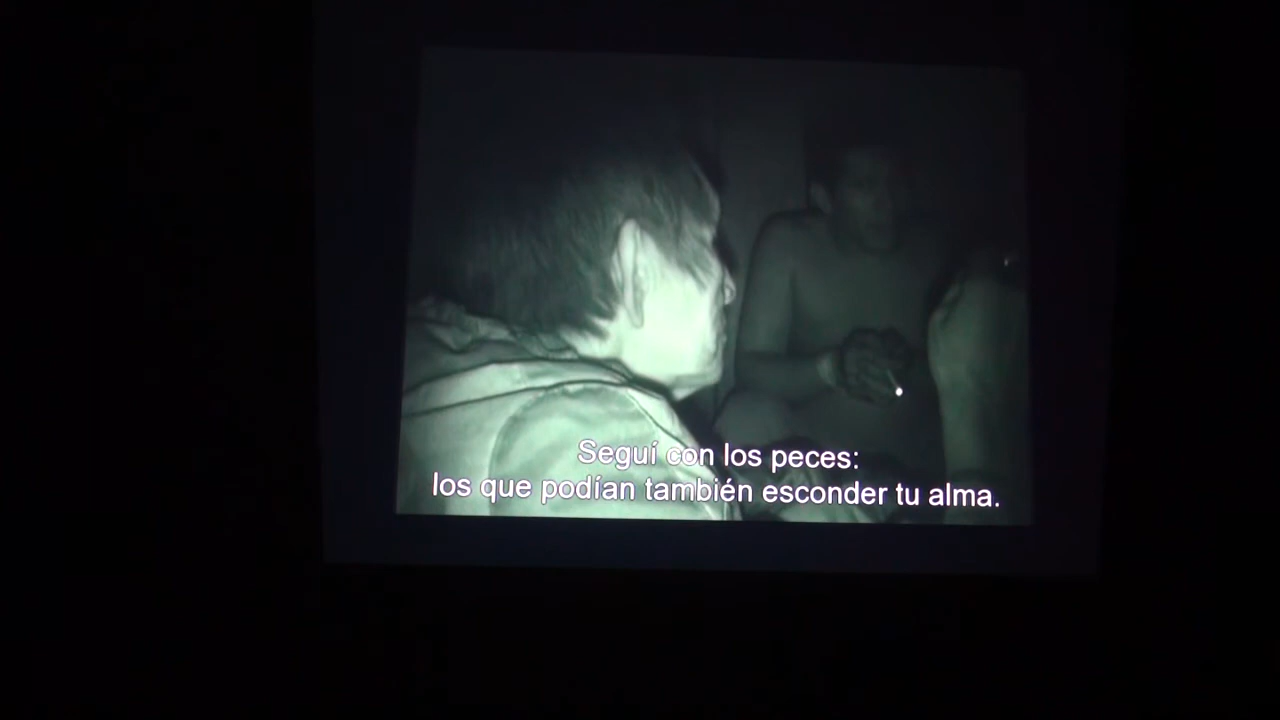 Seguí con los peces:
los que podían también esconder tu alma.